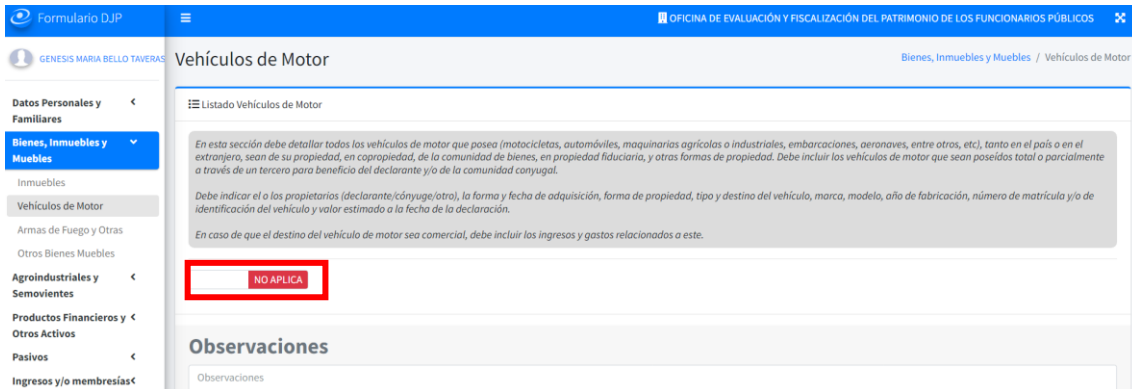 Formulario DJP
OFICINA DE EVALUACIÓN Y FISCALIZACIÓN DEL PATRIMONIO DE LOS FUNCIONARIOS PÚBLICOS
GENESIS MARIA BELLO TAVERAS
Vehículos de Motor
Bienes, Inmuebles y Muebles / Vehículos de Motor
Datos Personales y
Familiares
Bienes, Inmuebles y
Muebles
Inmuebles
Vehículos de Motor
Armas de Fuego y Otras
Otros Bienes Muebles
Agroindustriales y
Semovientes
Productos Financieros y
Otros Activos
Pasivos
Ingresos y/o membresías
Listado Vehículos de Motor
En esta sección debe detallar todos los vehículos de motor que posea (motocicletas, automóviles, maquinarias agrícolas o industriales, embarcaciones, aeronaves, entre otros, etc), tanto en el país o en el
extranjero, sean de su propiedad, en copropiedad, de la comunidad de bienes, en propiedad fiduciaria, y otras formas de propiedad. Debe incluir los vehículos de motor que sean poseídos total o parcialmente
a través de un tercero para beneficio del declarante y/o de la comunidad conyugal.
Debe indicar el o los propietarios (declarante/cónyuge/otro), la forma y fecha de adquisición, forma de propiedad, tipo y destino del vehículo, marca, modelo, año de fabricación, número de matrícula y/o de
identificación del vehículo y valor estimado a la fecha de la declaración.
En caso de que el destino del vehículo de motor sea comercial, debe incluir los ingresos y gastos relacionados a este.
NO APLICA
Observaciones
Observaciones